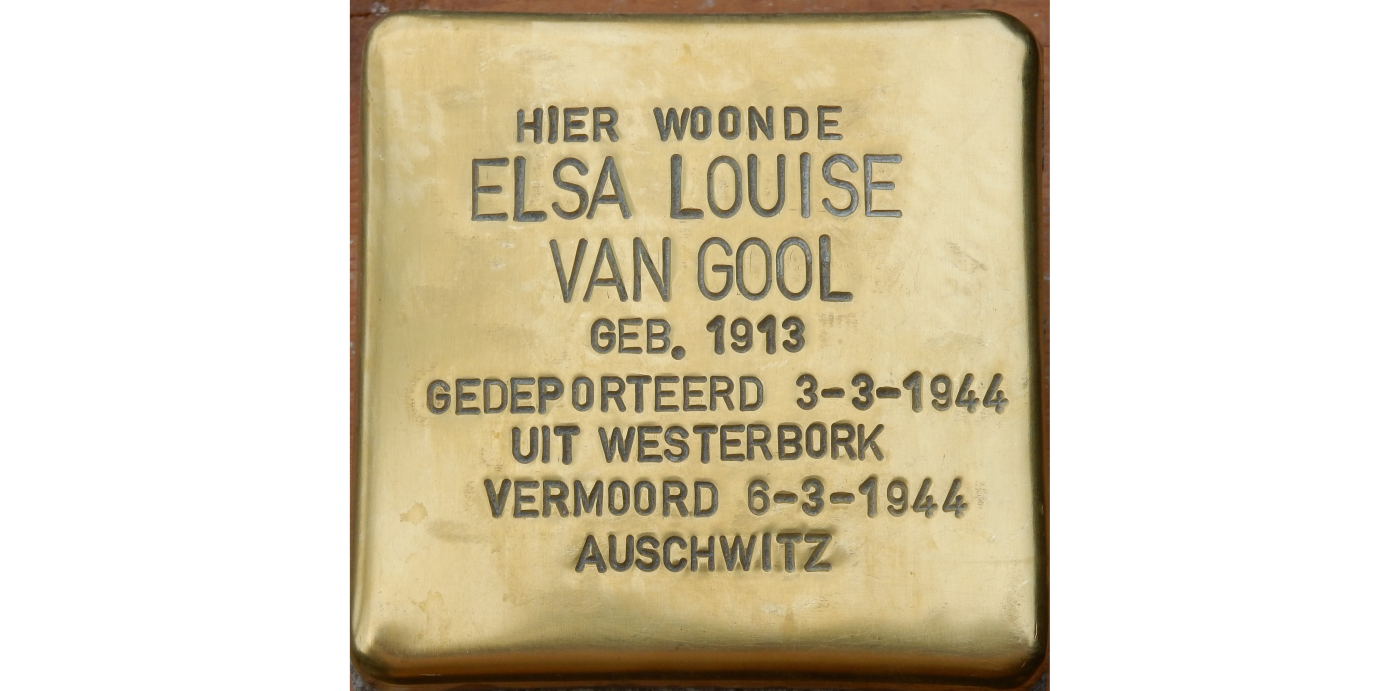 HIER WOONDE
ELSA LOUISE
VAN GOOL
GEB. 1913
GEDEPORTEERD 3-3-1944
UIT WESTERBORK
VERMOORD 6-3-1944
AUSCHWITZ